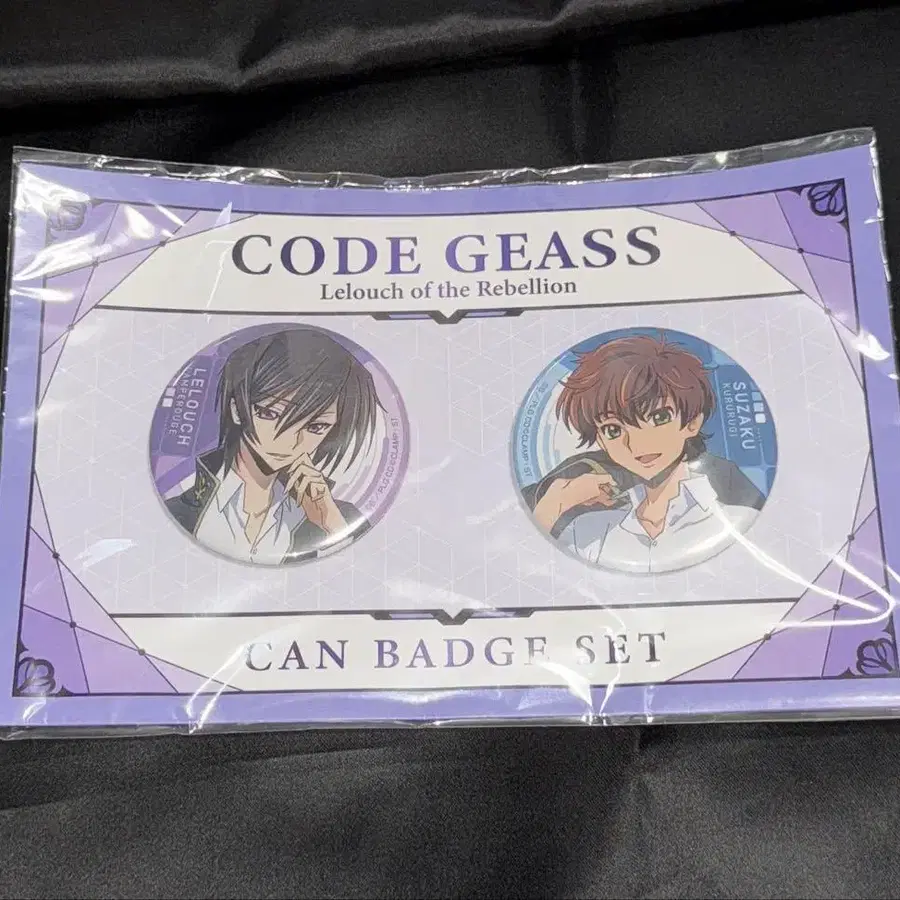 CODE GEASS
Lelouch of the Rebellion
LELOUCH
LAMPEROUGE
SUZAKU
KURURUGI
CAN BADGE SET